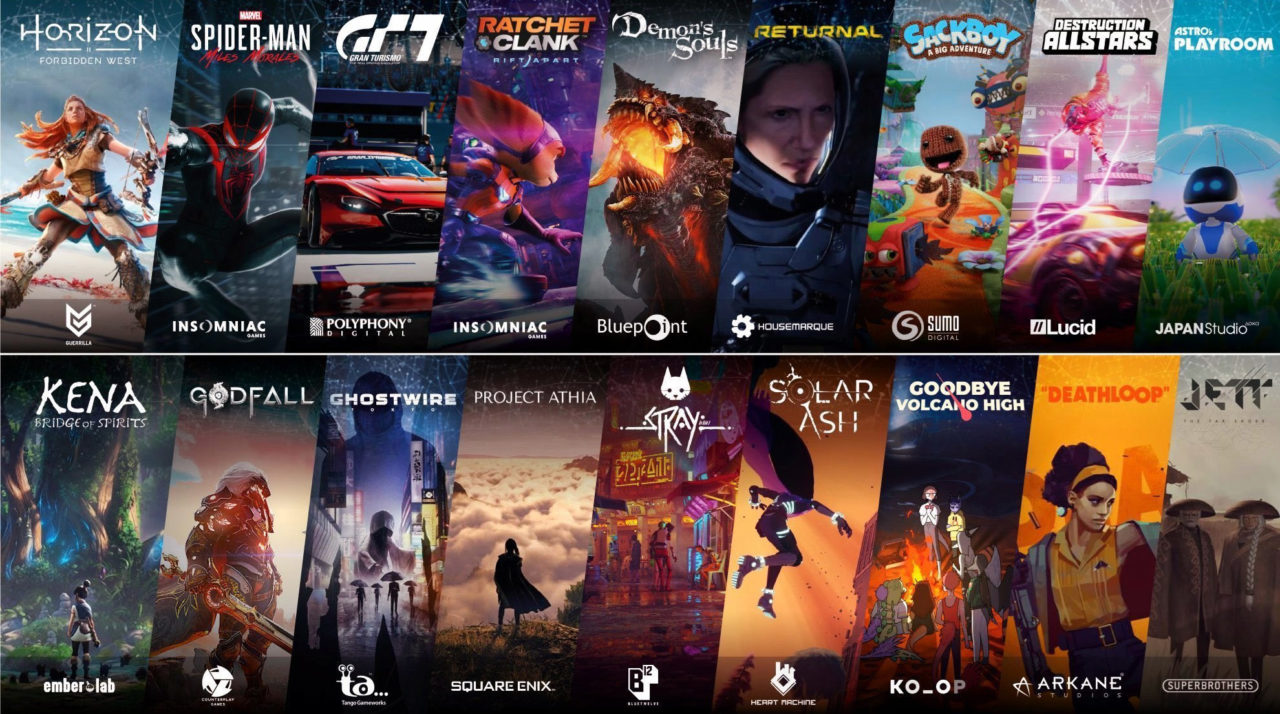 HORIZON
II
FORBIDDEN WEST
GUERRILLA
MARVEL
SPIDER-MAN
MILES MORALES
INSOMNIAC
GAMES
GT7
GRAN TURISMO
POLYPHONY
DIGITAL
RATCHET
CLANK
RIFT APART
INSOMNIAC
GAMES
Demon's
Souls
Bluepoint
RETURNAL
HOUSEMARQUE
SACKBOY
A BIG ADVENTURE
SUMO
DIGITAL
DESTRUCTION
ALLSTARS
Lucid
ASTRO's
PLAYROOM
JAPANStudio
KENA
BRIDGE OF SPIRITS
ember lab
GODFALL
COUNTERPLAY
GAMES
GHOSTWIRE
TOKYO
ta...
Tango Gameworks
PROJECT ATHIA
SQUARE ENIX
STRAY
B12
BLUETWELVE
SOLAR
ASH
HEART MACHINE
GOODBYE
VOLCANO HIGH
KO_OP
"DEATHLOOP"
ARKANE
STUDIOS
JETT
THE FAR SHORE
SUPERBROTHERS